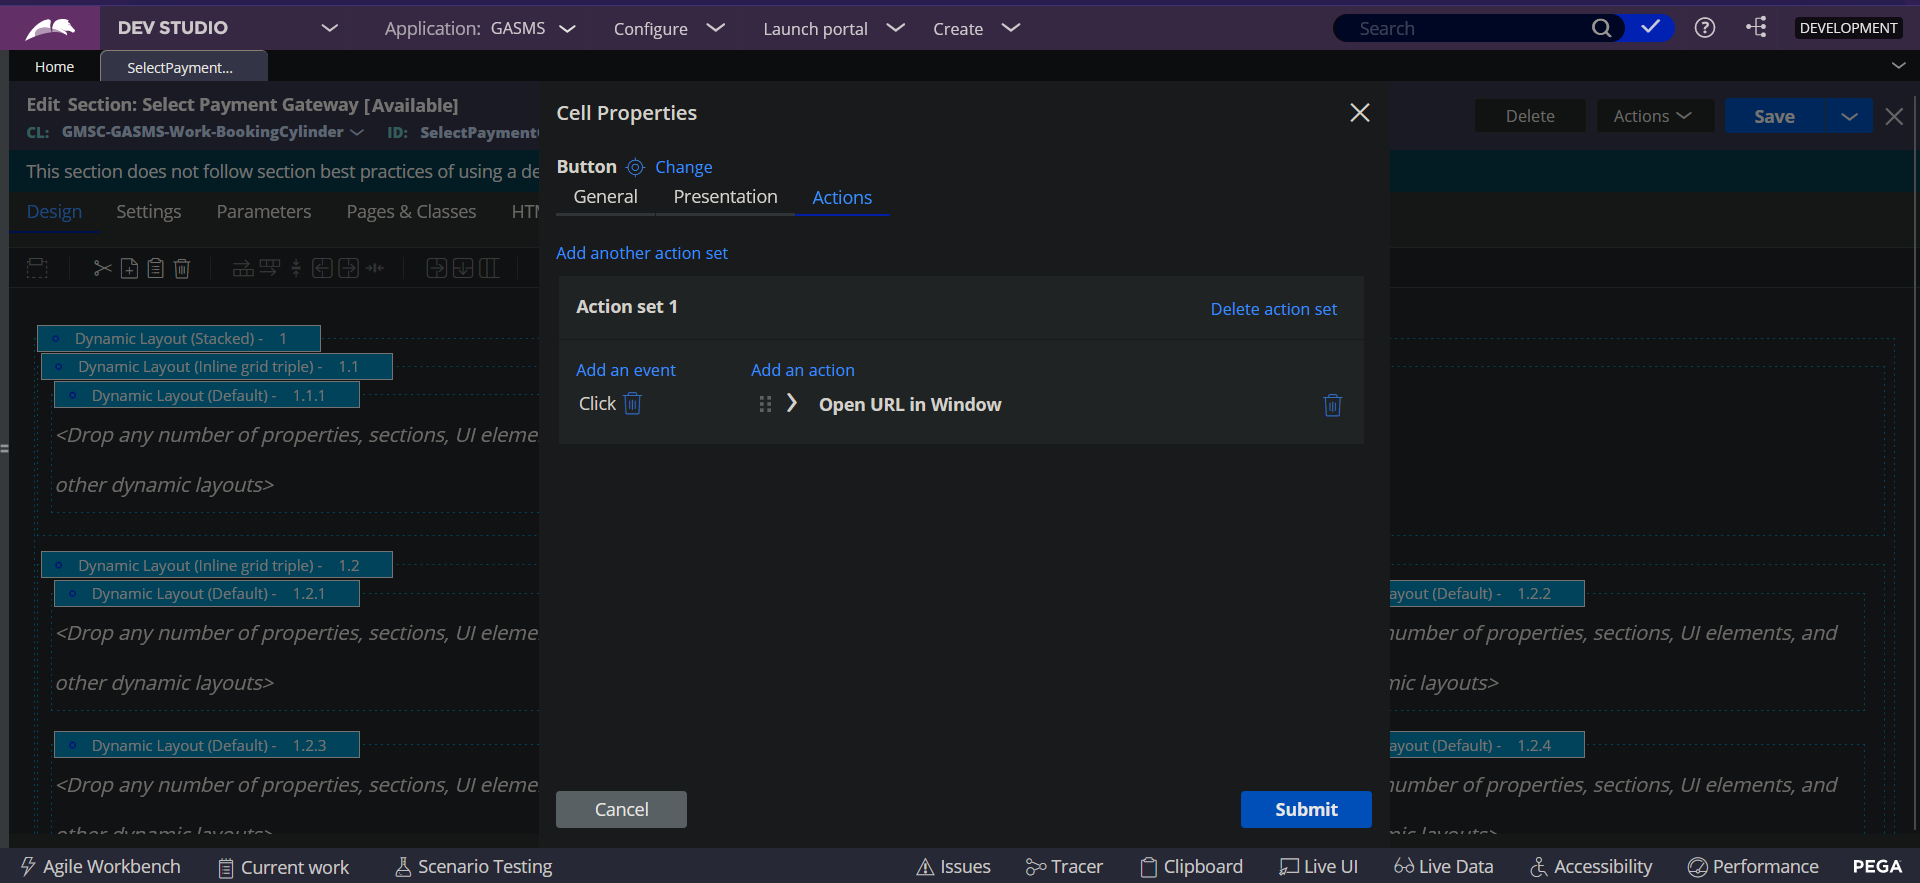 DEV STUDIO Application: GASMS Configure Launch portal Create Search DEVELOPMENT
Home SelectPayment...
Edit Section: Select Payment Gateway [Available]
CL: GMSC-GASMS-Work-BookingCylinder ID: SelectPayment
Delete Actions Save
This section does not follow section best practices of using a de
Design Settings Parameters Pages & Classes HTM
Dynamic Layout (Stacked) - 1
Dynamic Layout (Inline grid triple) - 1.1
Dynamic Layout (Default) - 1.1.1
<Drop any number of properties, sections, UI eleme
other dynamic layouts>
Dynamic Layout (Inline grid triple) - 1.2
Dynamic Layout (Default) - 1.2.1
<Drop any number of properties, sections, UI eleme
other dynamic layouts>
Dynamic Layout (Default) - 1.2.3
<Drop any number of properties, sections, UI eleme
other dynamic layouts>
Cell Properties
Button Change
General Presentation Actions
Add another action set
Action set 1 Delete action set
Add an event Add an action
Click Open URL in Window
Cancel Submit
ayout (Default) - 1.2.2
number of properties, sections, UI elements, and
mic layouts>
ayout (Default) - 1.2.4
number of properties, sections, UI elements, and
mic layouts>
Agile Workbench Current work Scenario Testing Issues Tracer Clipboard Live UI Live Data Accessibility Performance PEGA